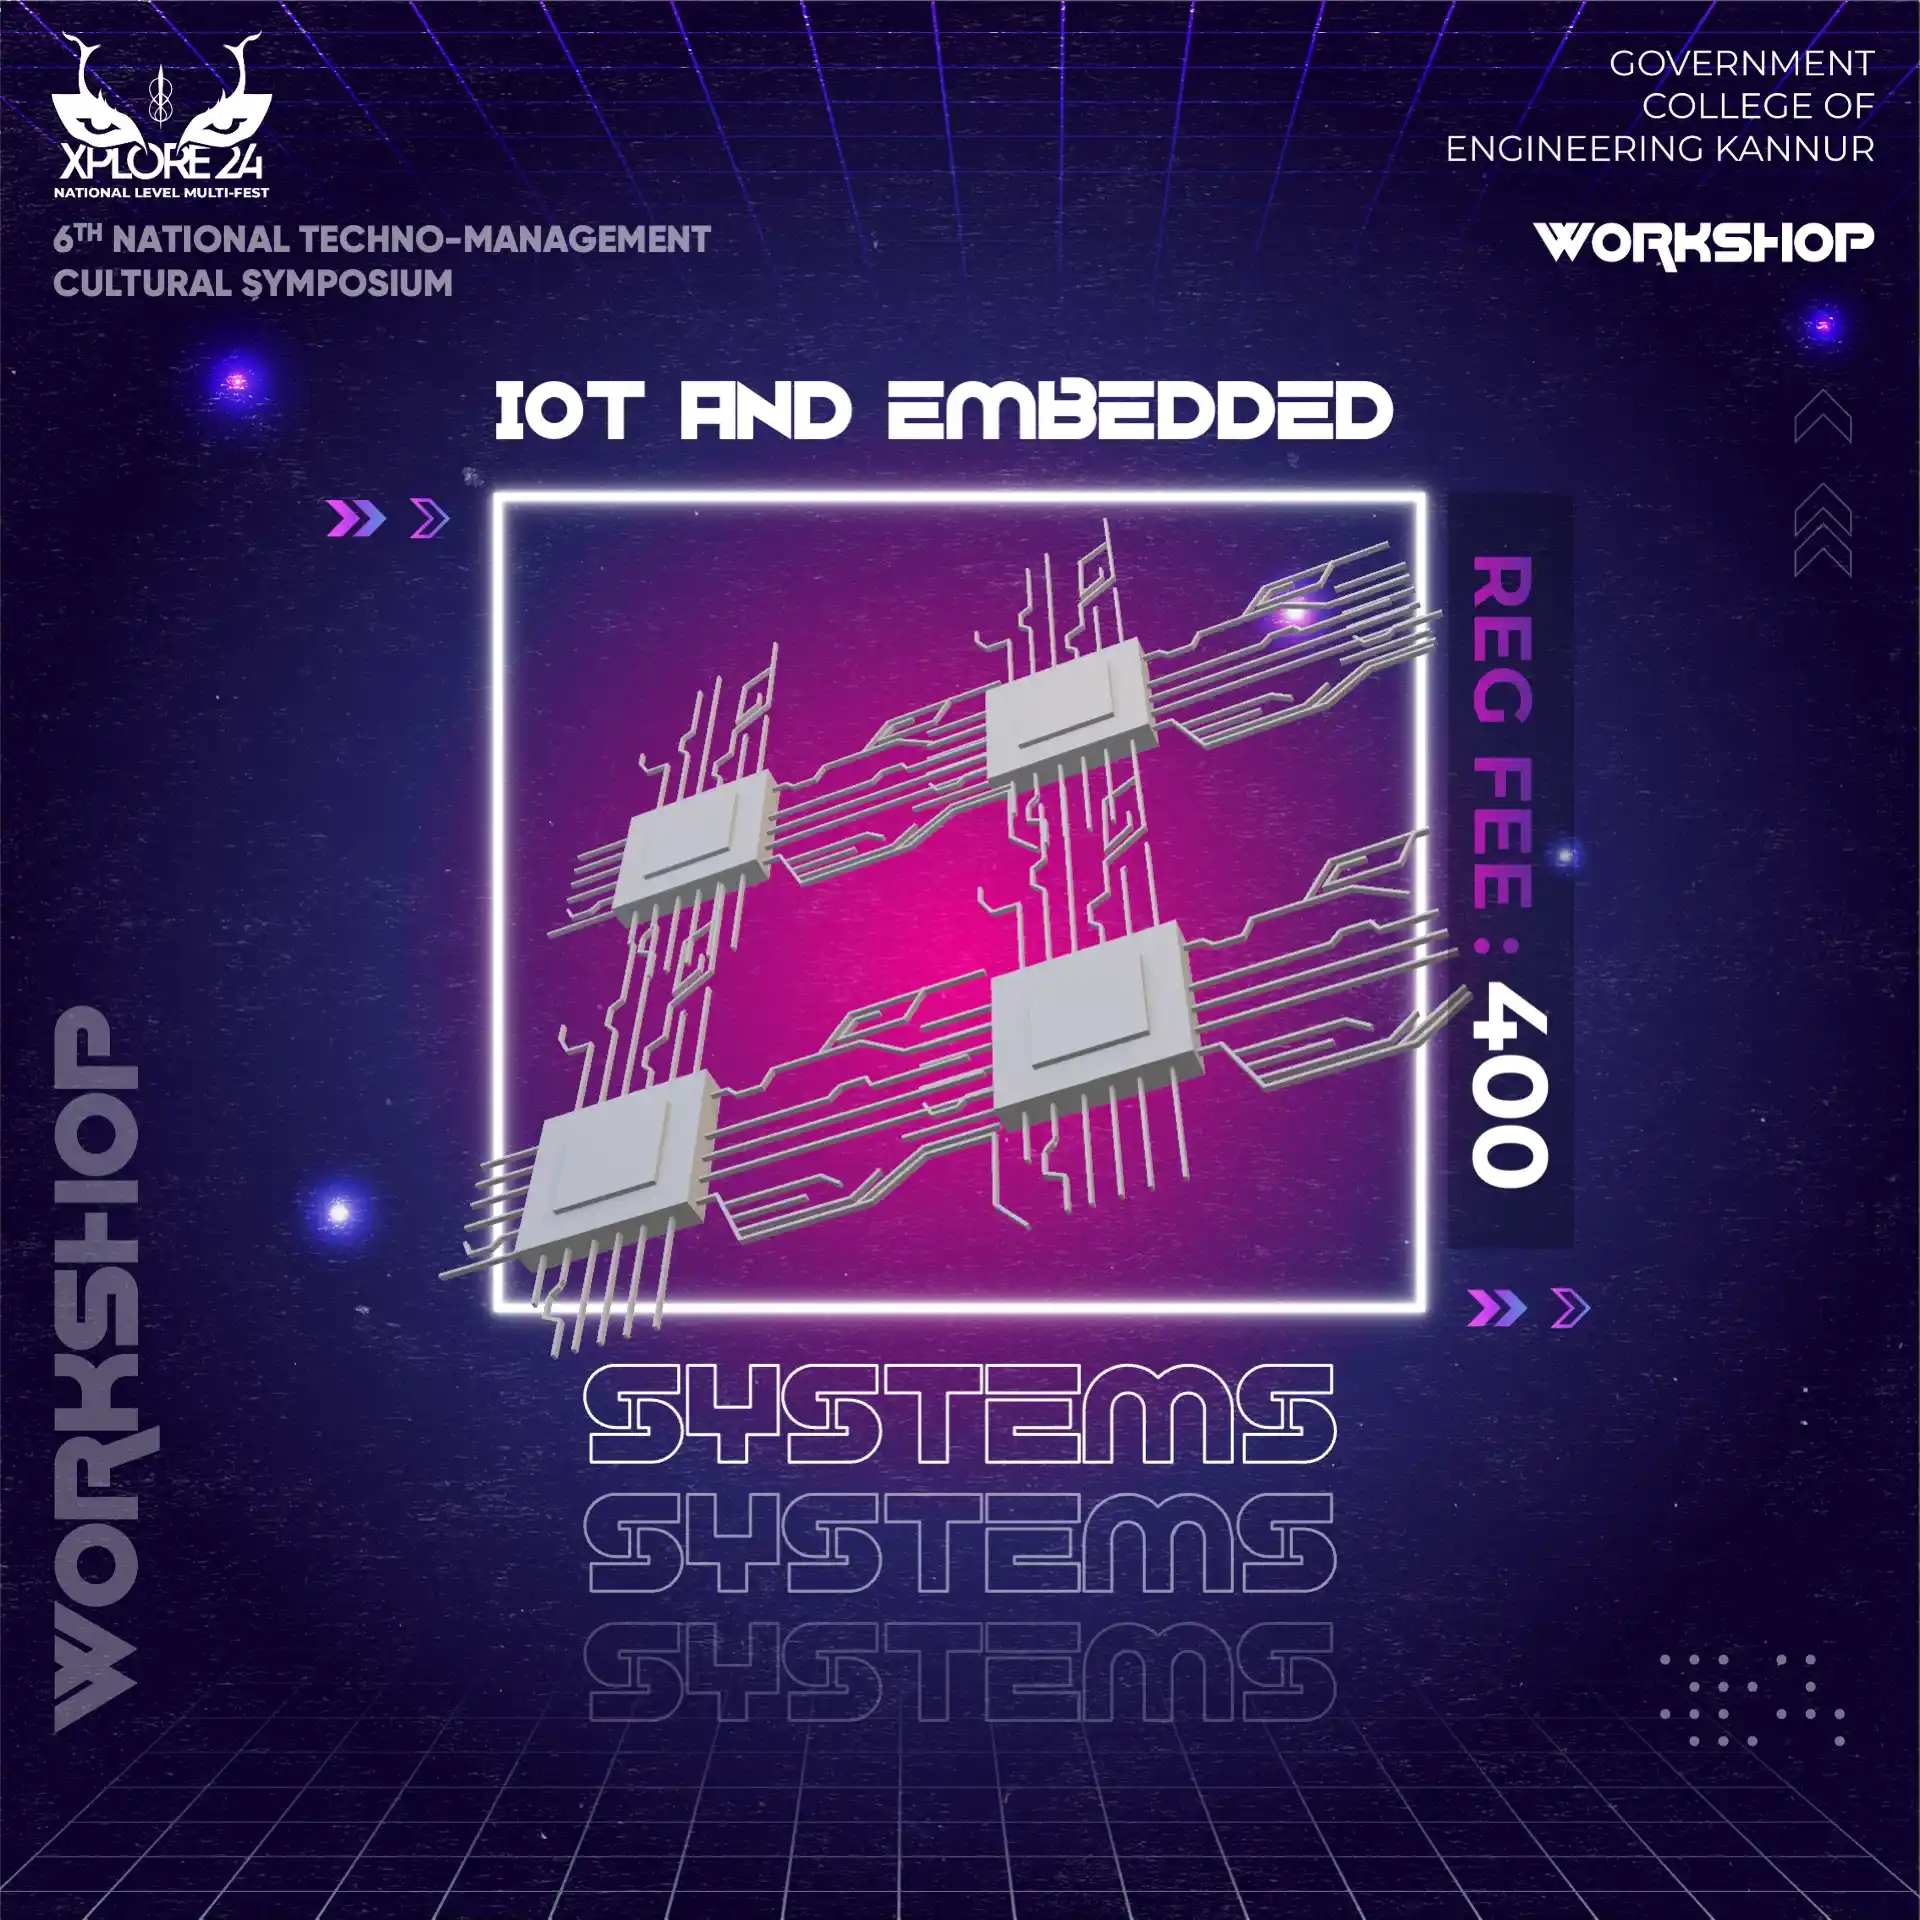 XPLORE 24
NATIONAL LEVEL MULTI-FEST
6TH NATIONAL TECHNO-MANAGEMENT
CULTURAL SYMPOSIUM
GOVERNMENT
COLLEGE OF
ENGINEERING KANNUR
WORKSHOP
IOT AND EMBEDDED
REG FEE : 400
WORKSHOP
SYSTEMS
SYSTEMS
SYSTEMS